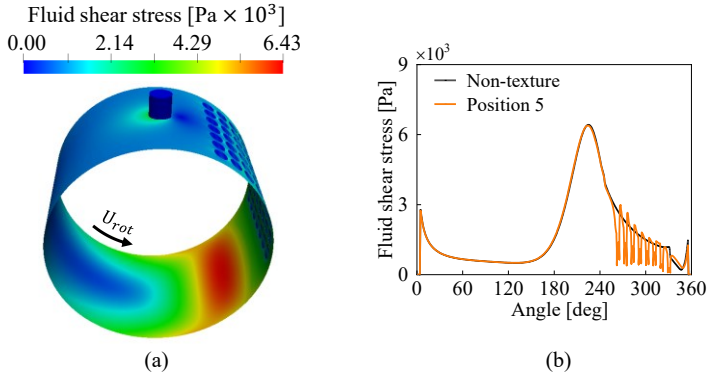 Fluid shear stress [Pa × 10³]
0.00 2.14 4.29 6.43
U_rot
(a)
×10³
Fluid shear stress [Pa]
9
6
3
0
Non-texture
Position 5
0 60 120 180 240 300 360
Angle [deg]
(b)